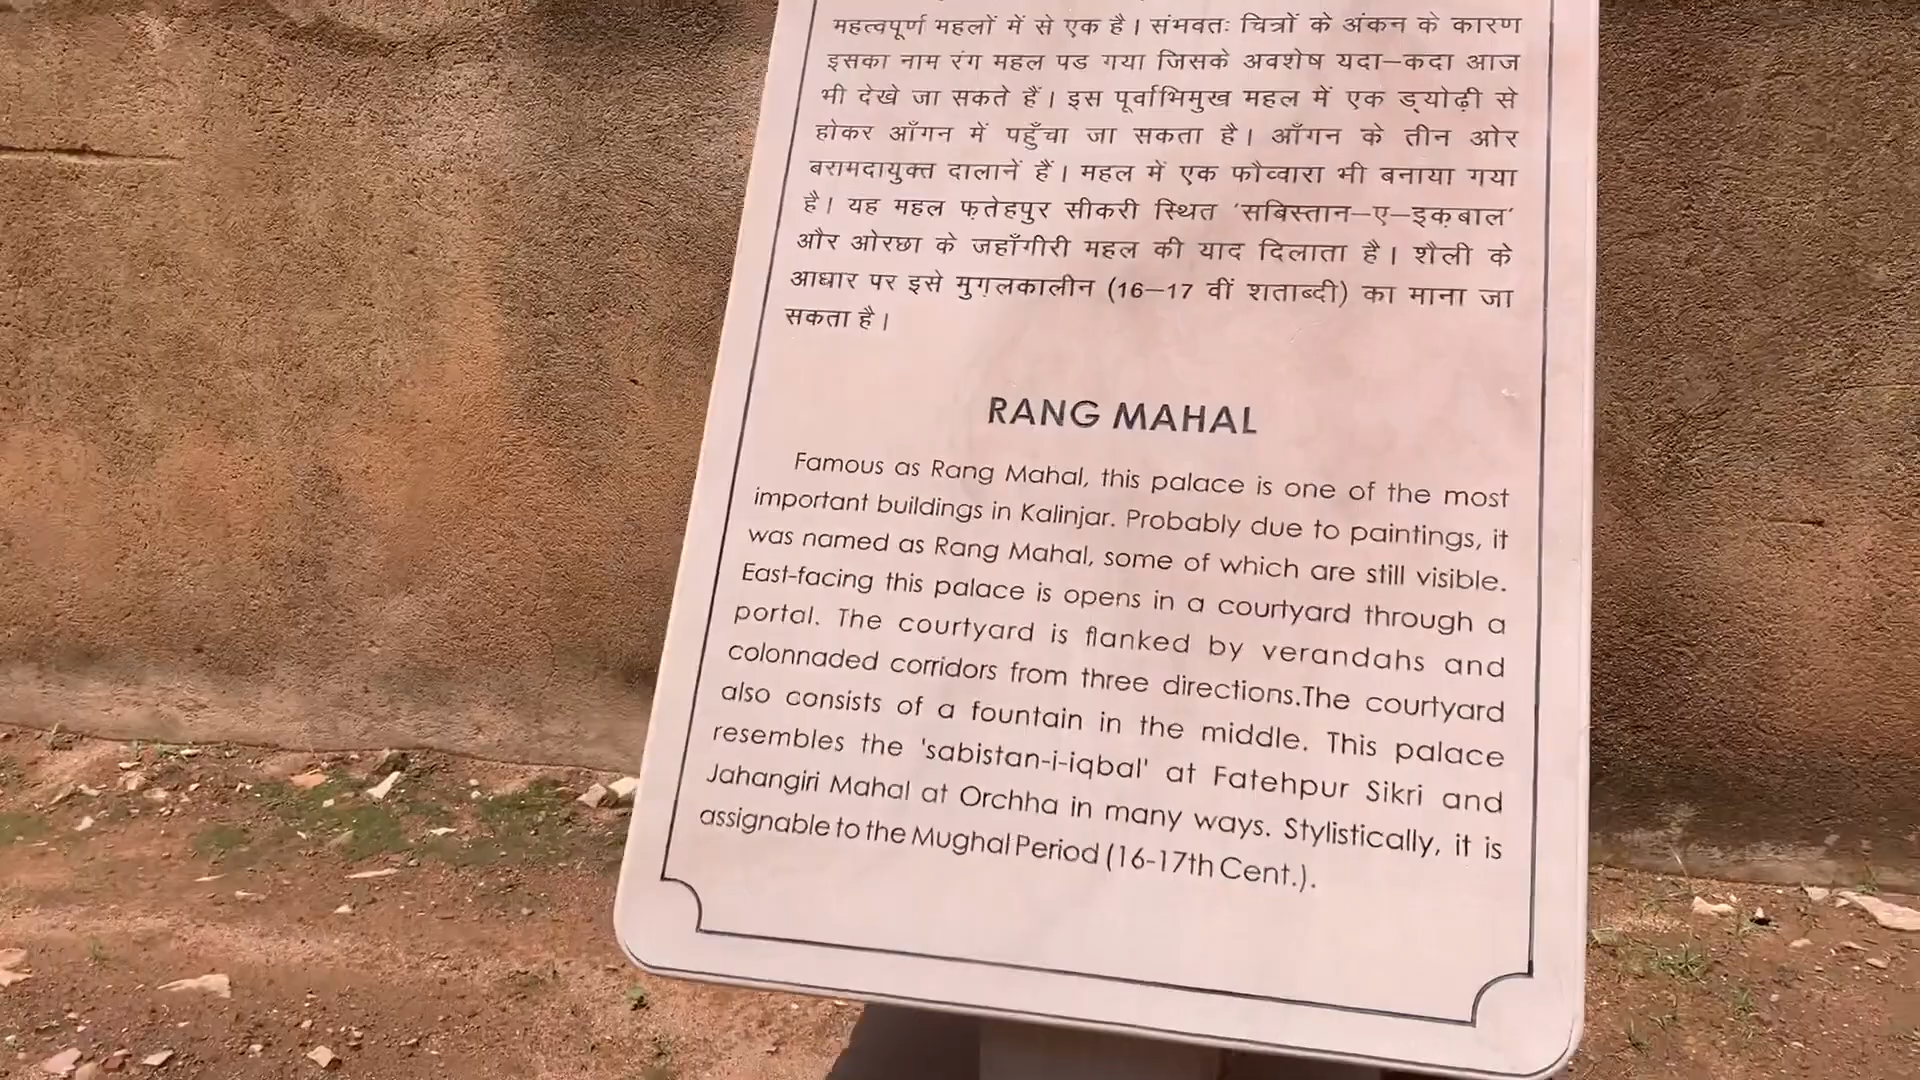 महत्वपूर्ण महलों में से एक है। संभवतः चित्रों के अंकन के कारण
इसका नाम रंग महल पड गया जिसके अवशेष यदा–कदा आज
भी देखे जा सकते हैं। इस पूर्वाभिमुख महल में एक ड्योढ़ी से
होकर आँगन में पहुँचा जा सकता है। आँगन के तीन ओर
बरामदायुक्त दालानें हैं। महल में एक फौव्वारा भी बनाया गया
है। यह महल फ़तेहपुर सीकरी स्थित ‘सबिस्तान–ए–इक़बाल’
और ओरछा के जहाँगीरी महल की याद दिलाता है। शैली के
आधार पर इसे मुग़लकालीन (16–17 वीं शताब्दी) का माना जा
सकता है।
RANG MAHAL
Famous as Rang Mahal, this palace is one of the most
important buildings in Kalinjar. Probably due to paintings, it
was named as Rang Mahal, some of which are still visible.
East-facing this palace is opens in a courtyard through a
portal. The courtyard is flanked by verandahs and
colonnaded corridors from three directions.The courtyard
also consists of a fountain in the middle. This palace
resembles the 'sabistan-i-iqbal' at Fatehpur Sikri and
Jahangiri Mahal at Orchha in many ways. Stylistically, it is
assignable to the Mughal Period (16-17th Cent.).